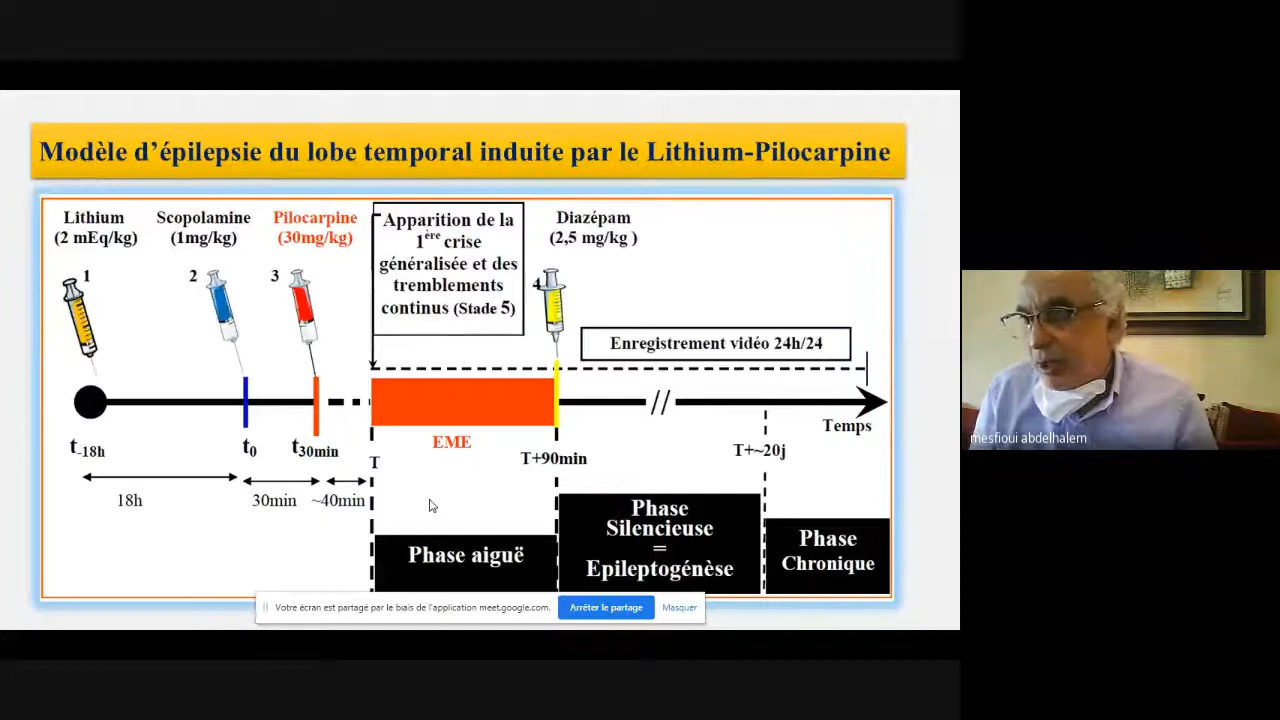 Modèle d’épilepsie du lobe temporal induite par le Lithium-Pilocarpine
Lithium
(2 mEq/kg)
Scopolamine
(1mg/kg)
Pilocarpine
(30mg/kg)
Apparition de la
1ère crise
généralisée et des
tremblements
continus (Stade 5)
Diazépam
(2,5 mg/kg )
1
2
3
4
Enregistrement vidéo 24h/24
Temps
t-18h
t0
t30min
EME
T
T+90min
T+~20j
18h
30min
~40min
Phase aiguë
Phase
Silencieuse
=
Epileptogénèse
Phase
Chronique
Votre écran est partagé par le biais de l'application meet.google.com.
Arrêter le partage
Masquer
mesfioui abdelhalem